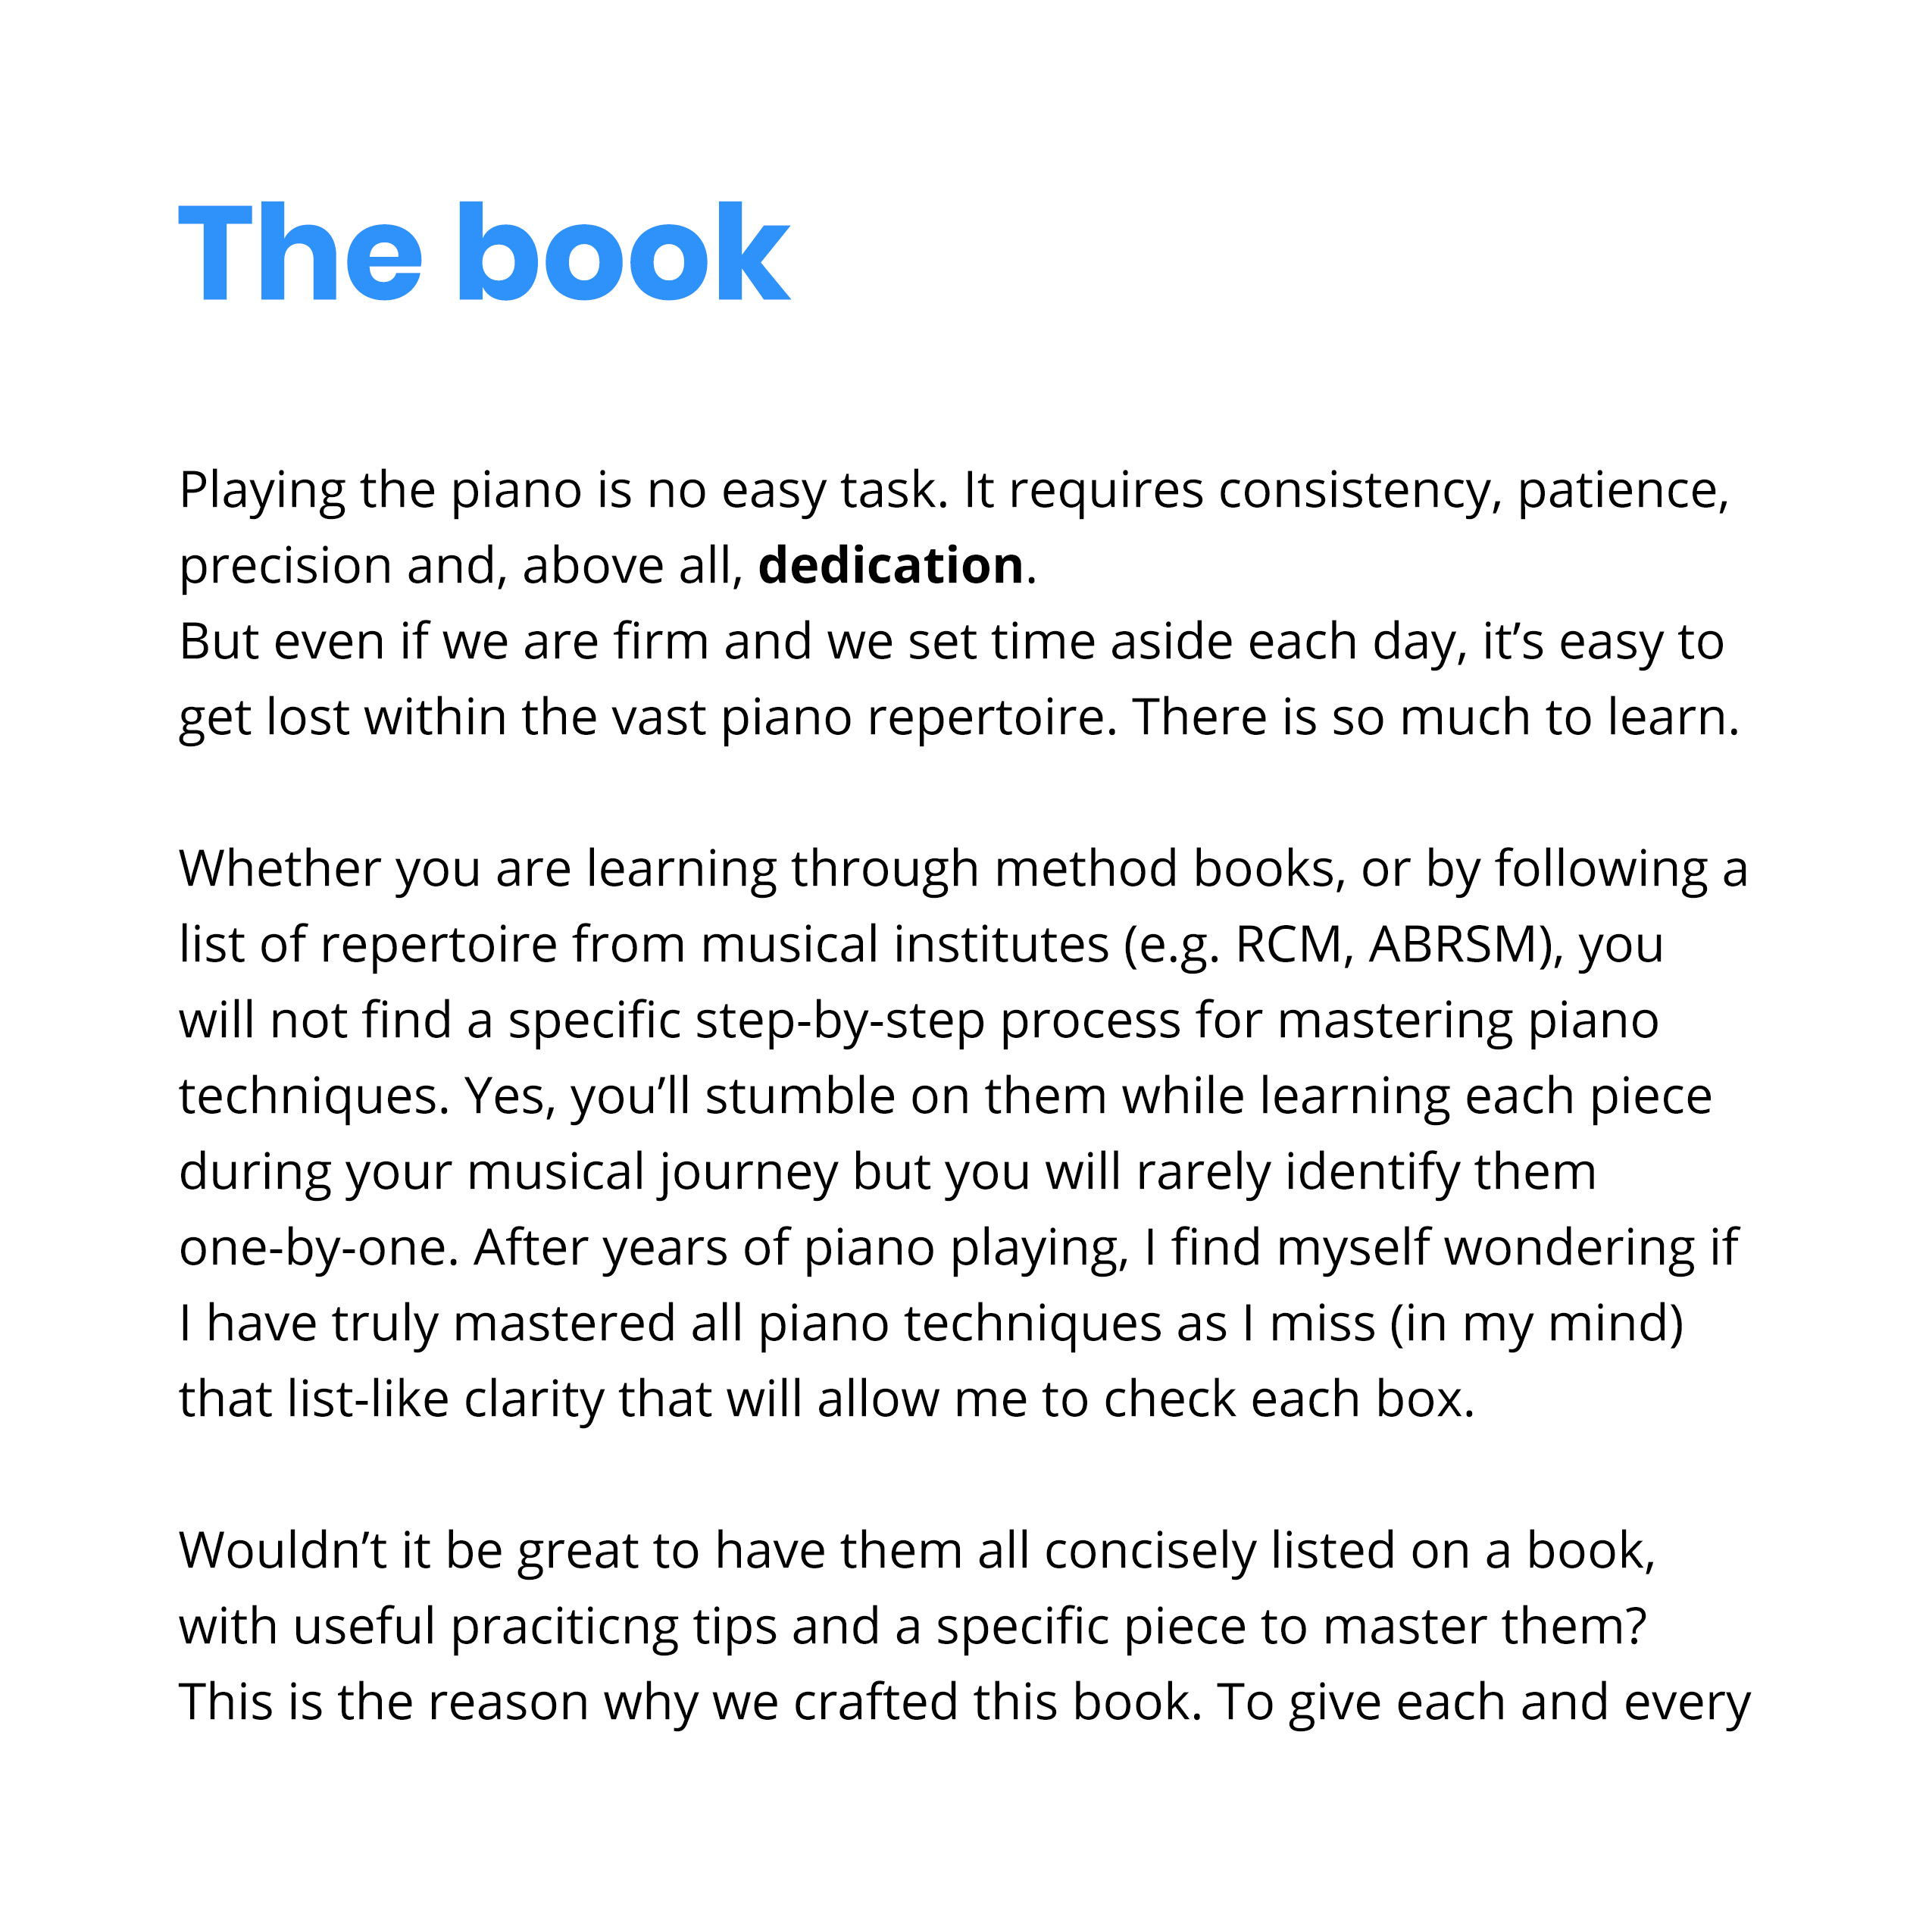 The book
Playing the piano is no easy task. It requires consistency, patience,
precision and, above all, dedication.
But even if we are firm and we set time aside each day, it’s easy to
get lost within the vast piano repertoire. There is so much to learn.
Whether you are learning through method books, or by following a
list of repertoire from musical institutes (e.g. RCM, ABRSM), you
will not find a specific step-by-step process for mastering piano
techniques. Yes, you’ll stumble on them while learning each piece
during your musical journey but you will rarely identify them
one-by-one. After years of piano playing, I find myself wondering if
I have truly mastered all piano techniques as I miss (in my mind)
that list-like clarity that will allow me to check each box.
Wouldn’t it be great to have them all concisely listed on a book,
with useful praciticng tips and a specific piece to master them?
This is the reason why we crafted this book. To give each and every